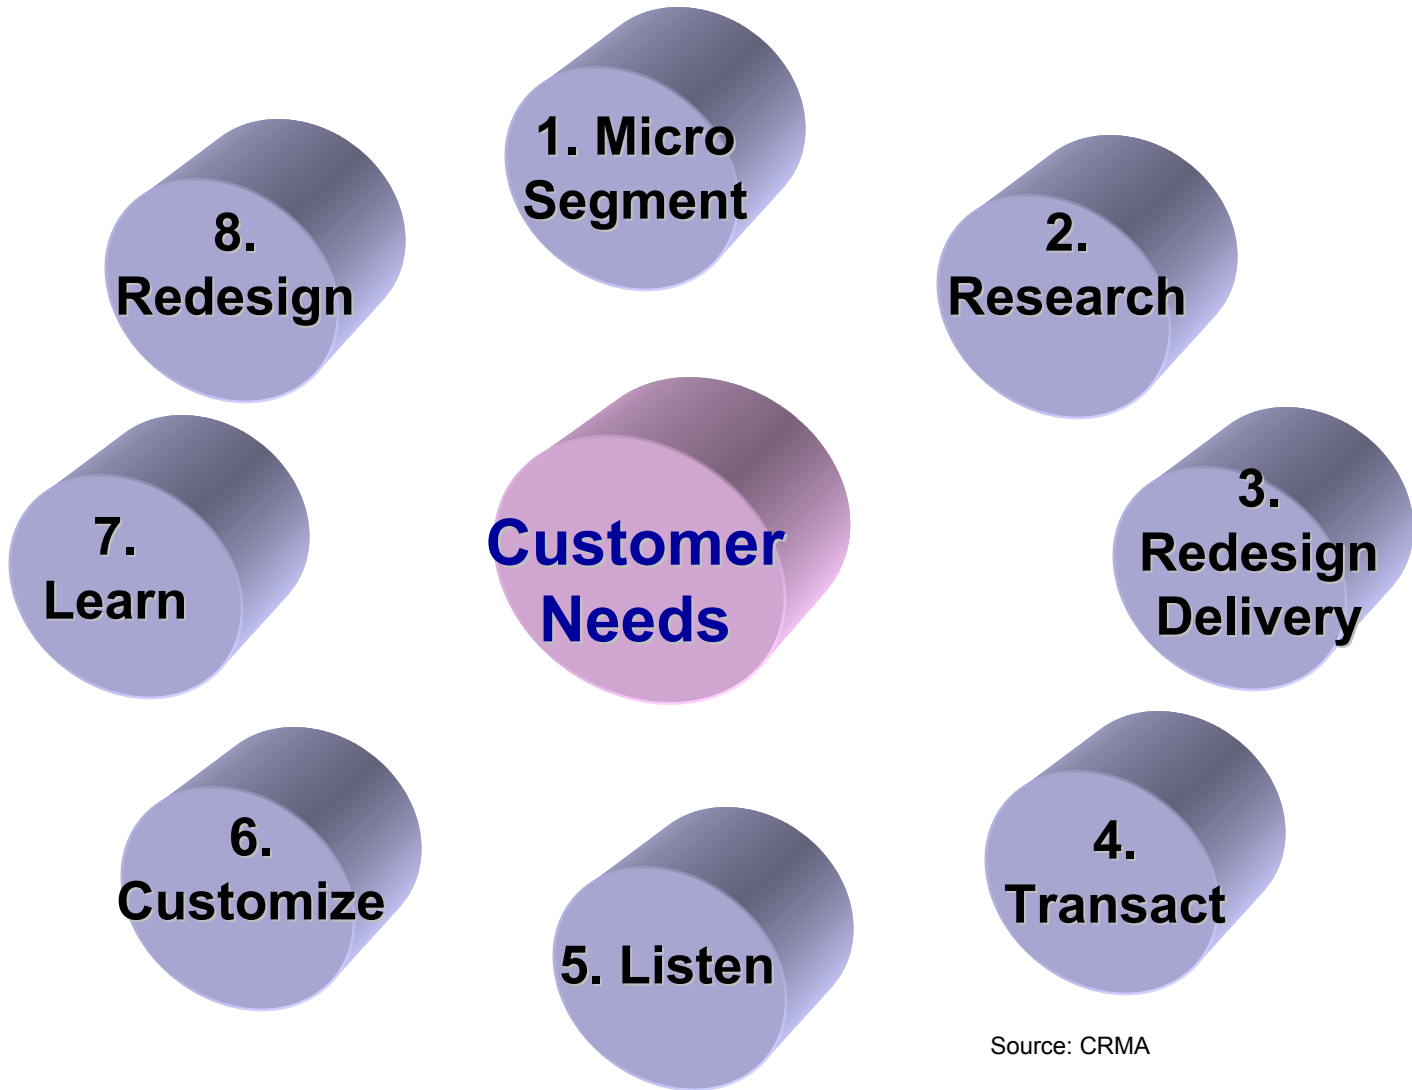 1. Micro
Segment
2.
Research
3.
Redesign
Delivery
4.
Transact
5. Listen
6.
Customize
7.
Learn
8.
Redesign
Customer
Needs
Source: CRMA